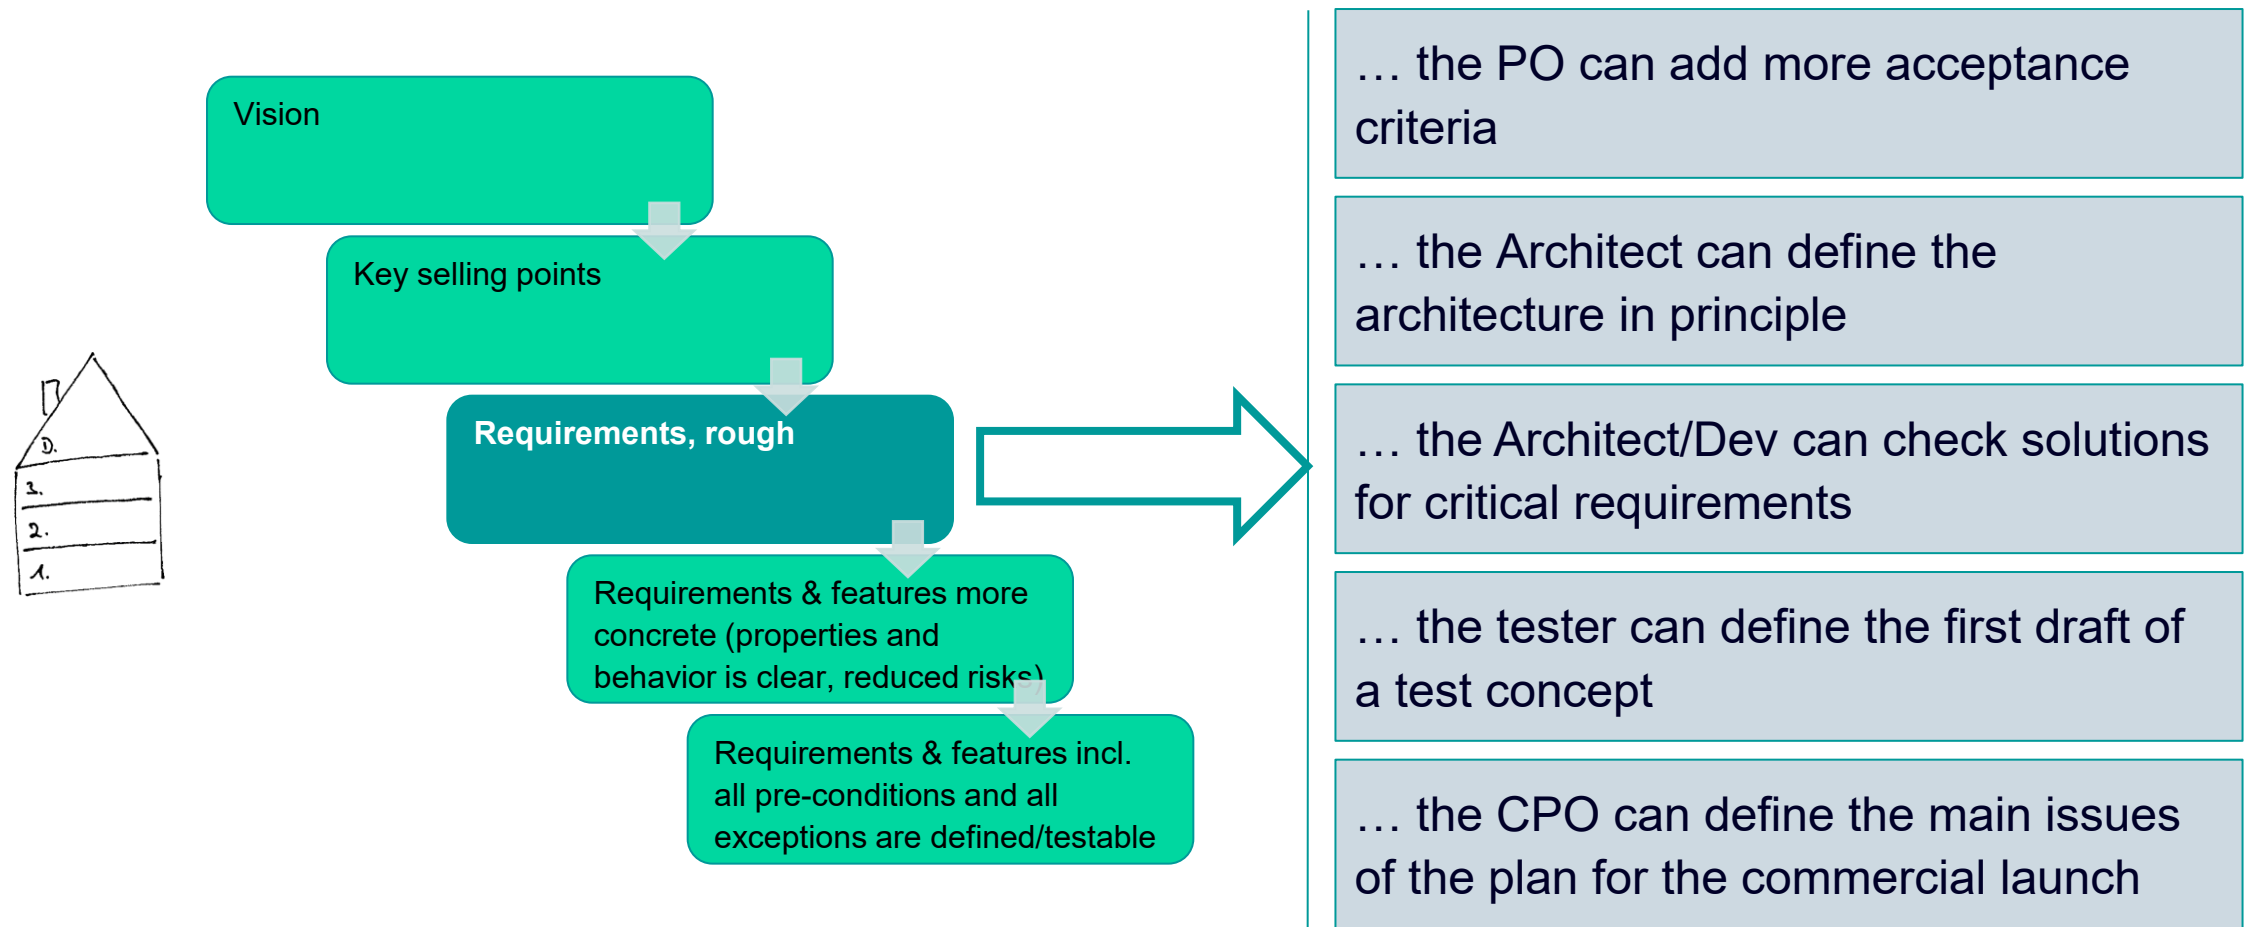 Vision
Key selling points
Requirements, rough
Requirements & features more
concrete (properties and
behavior is clear, reduced risks)
Requirements & features incl.
all pre-conditions and all
exceptions are defined/testable
D.
3.
2.
1.
… the PO can add more acceptance
criteria
… the Architect can define the
architecture in principle
… the Architect/Dev can check solutions
for critical requirements
… the tester can define the first draft of
a test concept
… the CPO can define the main issues
of the plan for the commercial launch